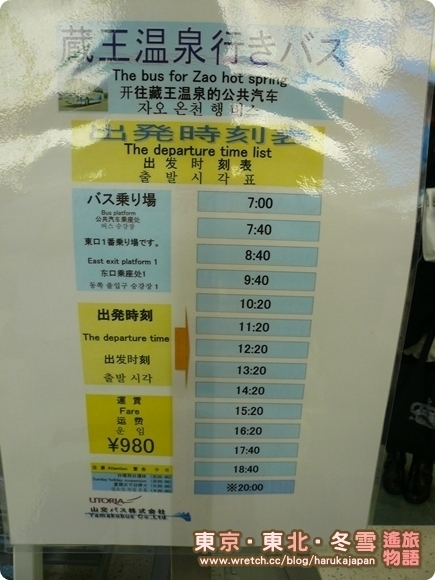 蔵王温泉行きバス
The bus for Zao hot spring
开往藏王温泉的公共汽车
자오 온천 행 버스
出発時刻表
The departure time list
出发时刻表
출발 시각 표
バス乗り場
Bus platform
公共汽车乘座处
버스 승강장
東口1番乗り場です。
East exit platform 1
东口乘座处1
동쪽 출입구 승강장 1
出発時刻
The departure time
出发时刻
출발 시각
運賃
Fare
运费
운임
¥980
7:00
7:40
8:40
9:40
10:20
11:20
12:20
13:20
14:20
15:20
16:20
17:40
18:40
※20:00
UTOPIA
山交バス株式会社
Yamakobus Co.Ltd
東京・東北・冬雪 遙旅物語
www.wretch.cc/blog/harukajapan